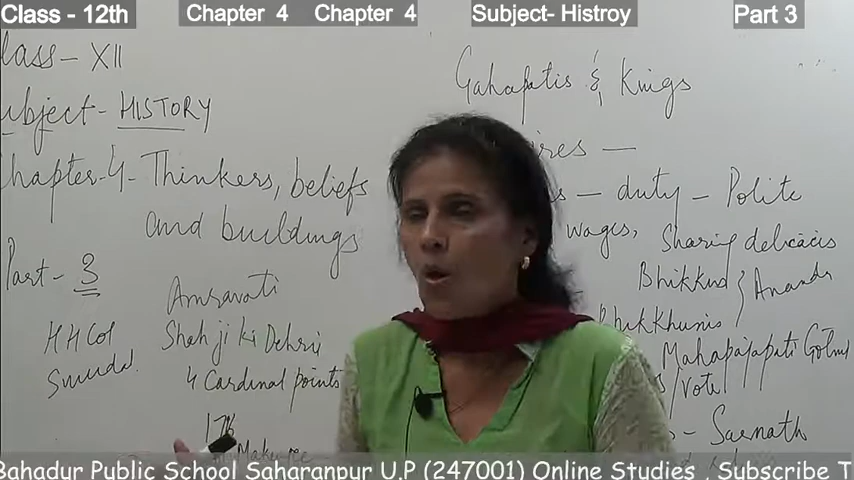 Class - 12th Chapter 4 Chapter 4 Subject- Histroy Part 3
lass - XII
ubject - HISTORY
hapter-4- Thinkers, beliefs
and buildings
Part - 3
Amravati
HH Col
Shah ji ki Dehri
4 Cardinal points
Gahapatis & Kings
ires —
s — duty - Polite
wages, Sharing delicacies
Bhikkhus } Ananda
Bhikkhunis
Mahapajapati Gotmi
/vote
- Sarnath
Bahadur Public School Saharanpur U.P (247001) Online Studies , Subscribe T